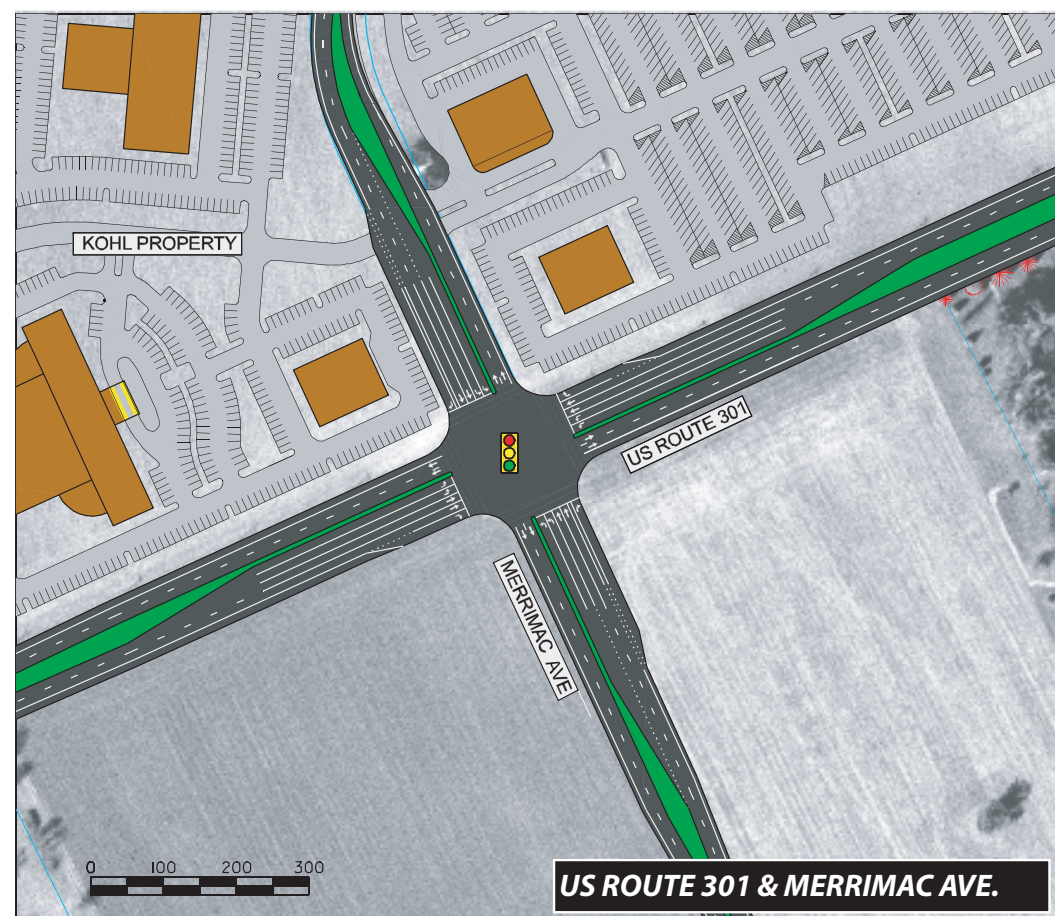 KOHL PROPERTY
US ROUTE 301
MERRIMAC AVE
0 100 200 300
US ROUTE 301 & MERRIMAC AVE.